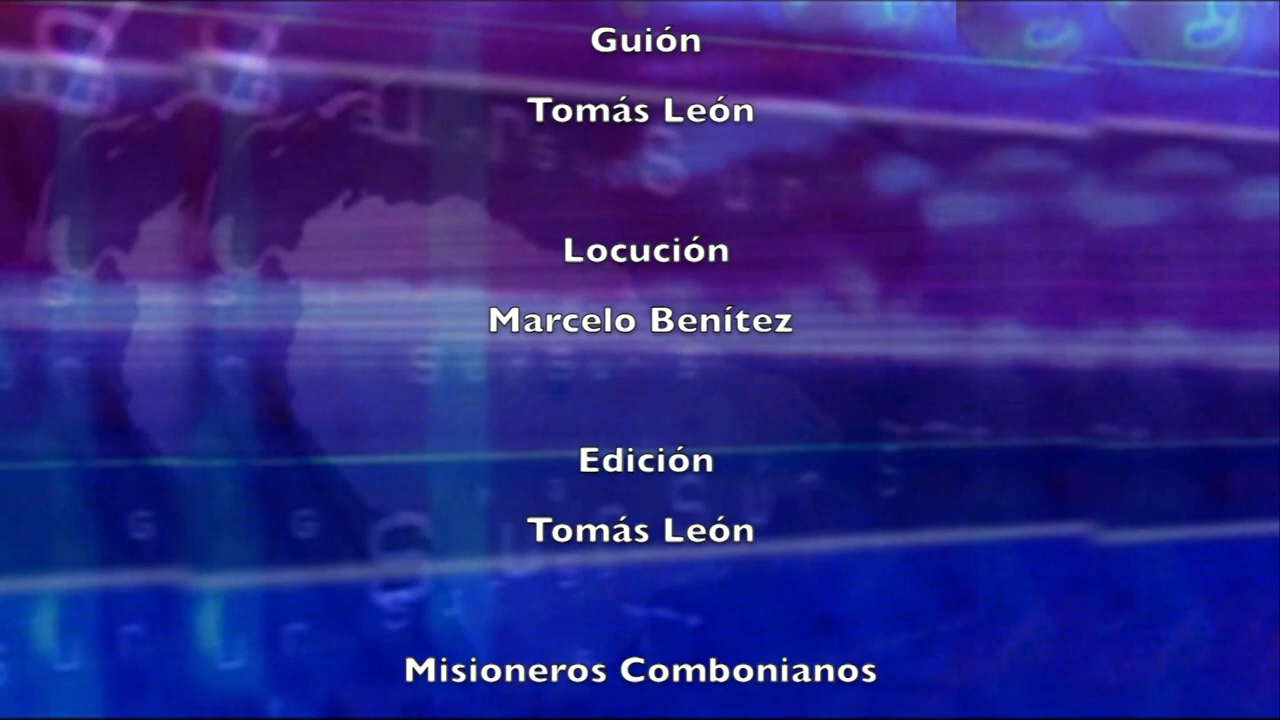 Guión
Tomás León
Locución
Marcelo Benítez
Edición
Tomás León
Misioneros Combonianos